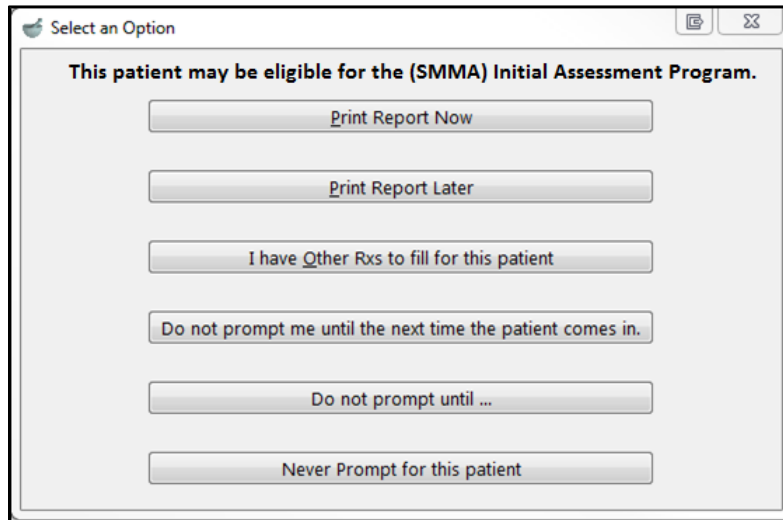 Select an Option
This patient may be eligible for the (SMMA) Initial Assessment Program.
Print Report Now
Print Report Later
I have Other Rxs to fill for this patient
Do not prompt me until the next time the patient comes in.
Do not prompt until ...
Never Prompt for this patient